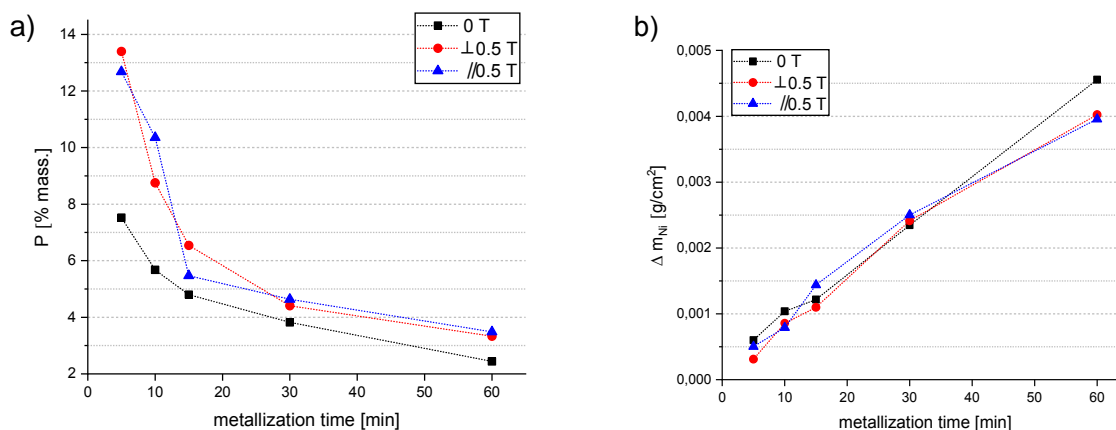 a)
0 T
⊥0.5 T
//0.5 T
P [% mass.]
14
12
10
8
6
4
2
0 10 20 30 40 50 60
metallization time [min]
b)
0 T
⊥0.5 T
//0.5 T
Δ m_Ni [g/cm²]
0,005
0,004
0,003
0,002
0,001
0,000
0 10 20 30 40 50 60
metallization time [min]